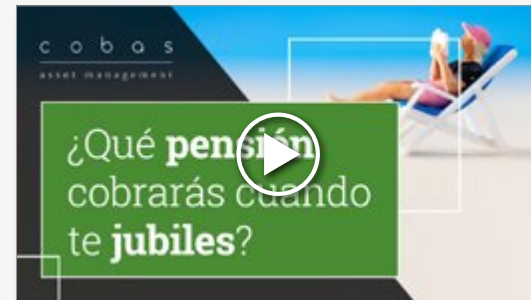 cobas
asset management
¿Qué pensión
cobrarás cuando
te jubiles?